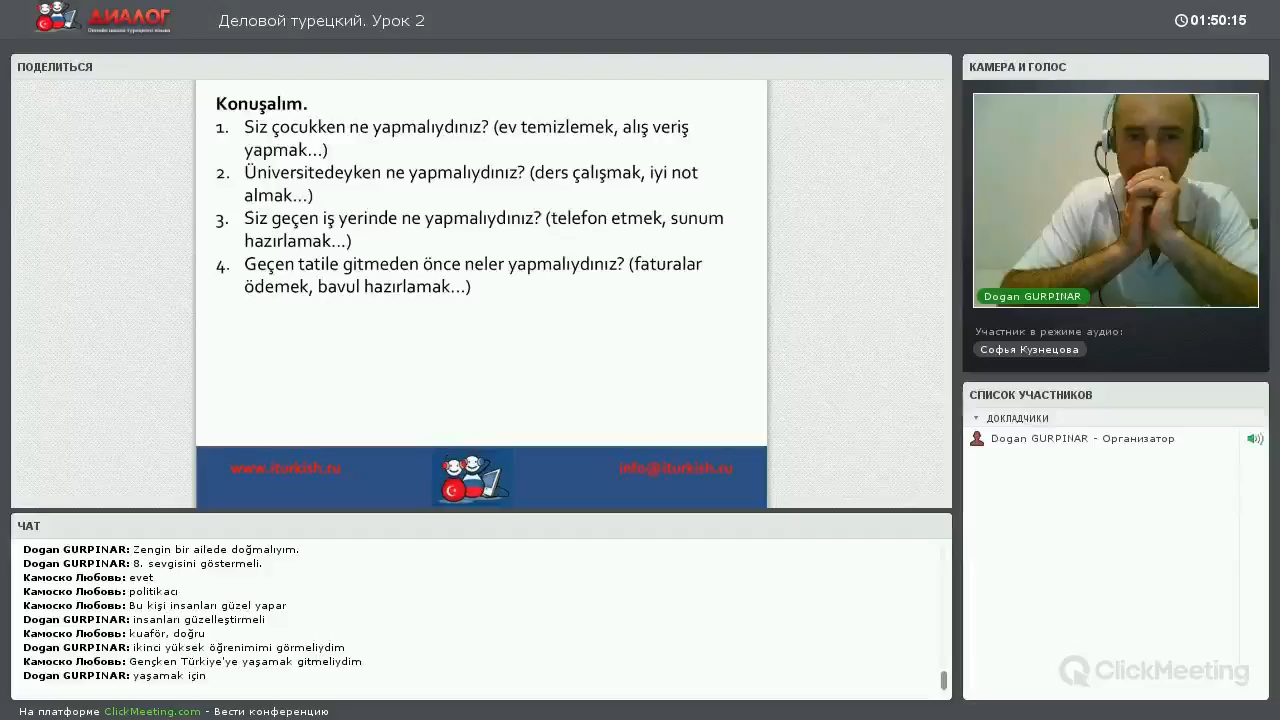 ДИАЛОГ
Онлайн школа турецкого языка
Деловой турецкий. Урок 2
01:50:15
ПОДЕЛИТЬСЯ
Konuşalım.
1. Siz çocukken ne yapmalıydınız? (ev temizlemek, alış veriş
yapmak...)
2. Üniversitedeyken ne yapmalıydınız? (ders çalışmak, iyi not
almak...)
3. Siz geçen iş yerinde ne yapmalıydınız? (telefon etmek, sunum
hazırlamak...)
4. Geçen tatile gitmeden önce neler yapmalıydınız? (faturalar
ödemek, bavul hazırlamak...)
www.iturkish.ru
info@iturkish.ru
КАМЕРА И ГОЛОС
Dogan GURPINAR
Участник в режиме аудио:
Софья Кузнецова
СПИСОК УЧАСТНИКОВ
ДОКЛАДЧИКИ
Dogan GURPINAR - Организатор
ЧАТ
Dogan GURPINAR: Zengin bir ailede doğmalıyım.
Dogan GURPINAR: 8. sevgisini göstermeli.
Камоско Любовь: evet
Камоско Любовь: politikacı
Камоско Любовь: Bu kişi insanları güzel yapar
Dogan GURPINAR: insanları güzelleştirmeli
Камоско Любовь: kuaför, doğru
Dogan GURPINAR: ikinci yüksek öğrenimimi görmeliydim
Камоско Любовь: Gençken Türkiye'ye yaşamak gitmeliydim
Dogan GURPINAR: yaşamak için
ClickMeeting
На платформе ClickMeeting.com - Вести конференцию